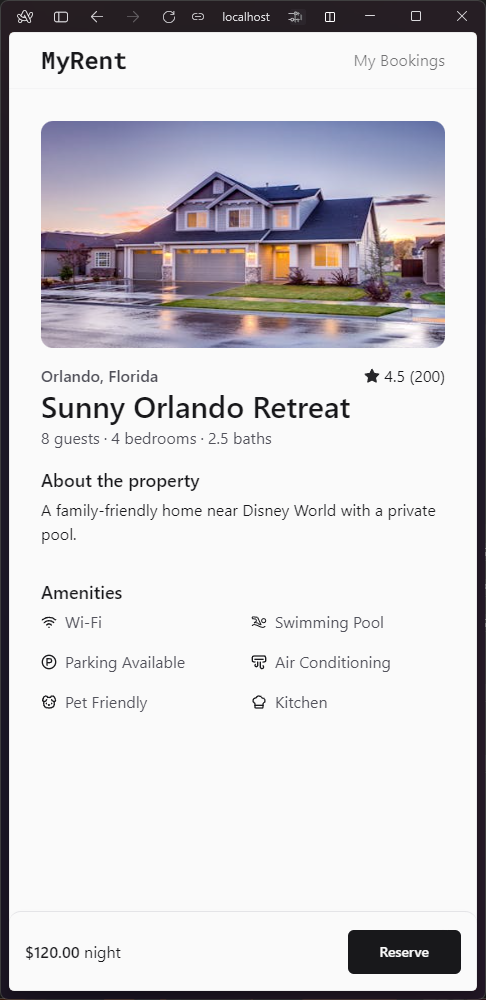 localhost
MyRent
My Bookings
Orlando, Florida
★ 4.5 (200)
Sunny Orlando Retreat
8 guests · 4 bedrooms · 2.5 baths
About the property
A family-friendly home near Disney World with a private
pool.
Amenities
Wi-Fi
Swimming Pool
Parking Available
Air Conditioning
Pet Friendly
Kitchen
$120.00 night
Reserve